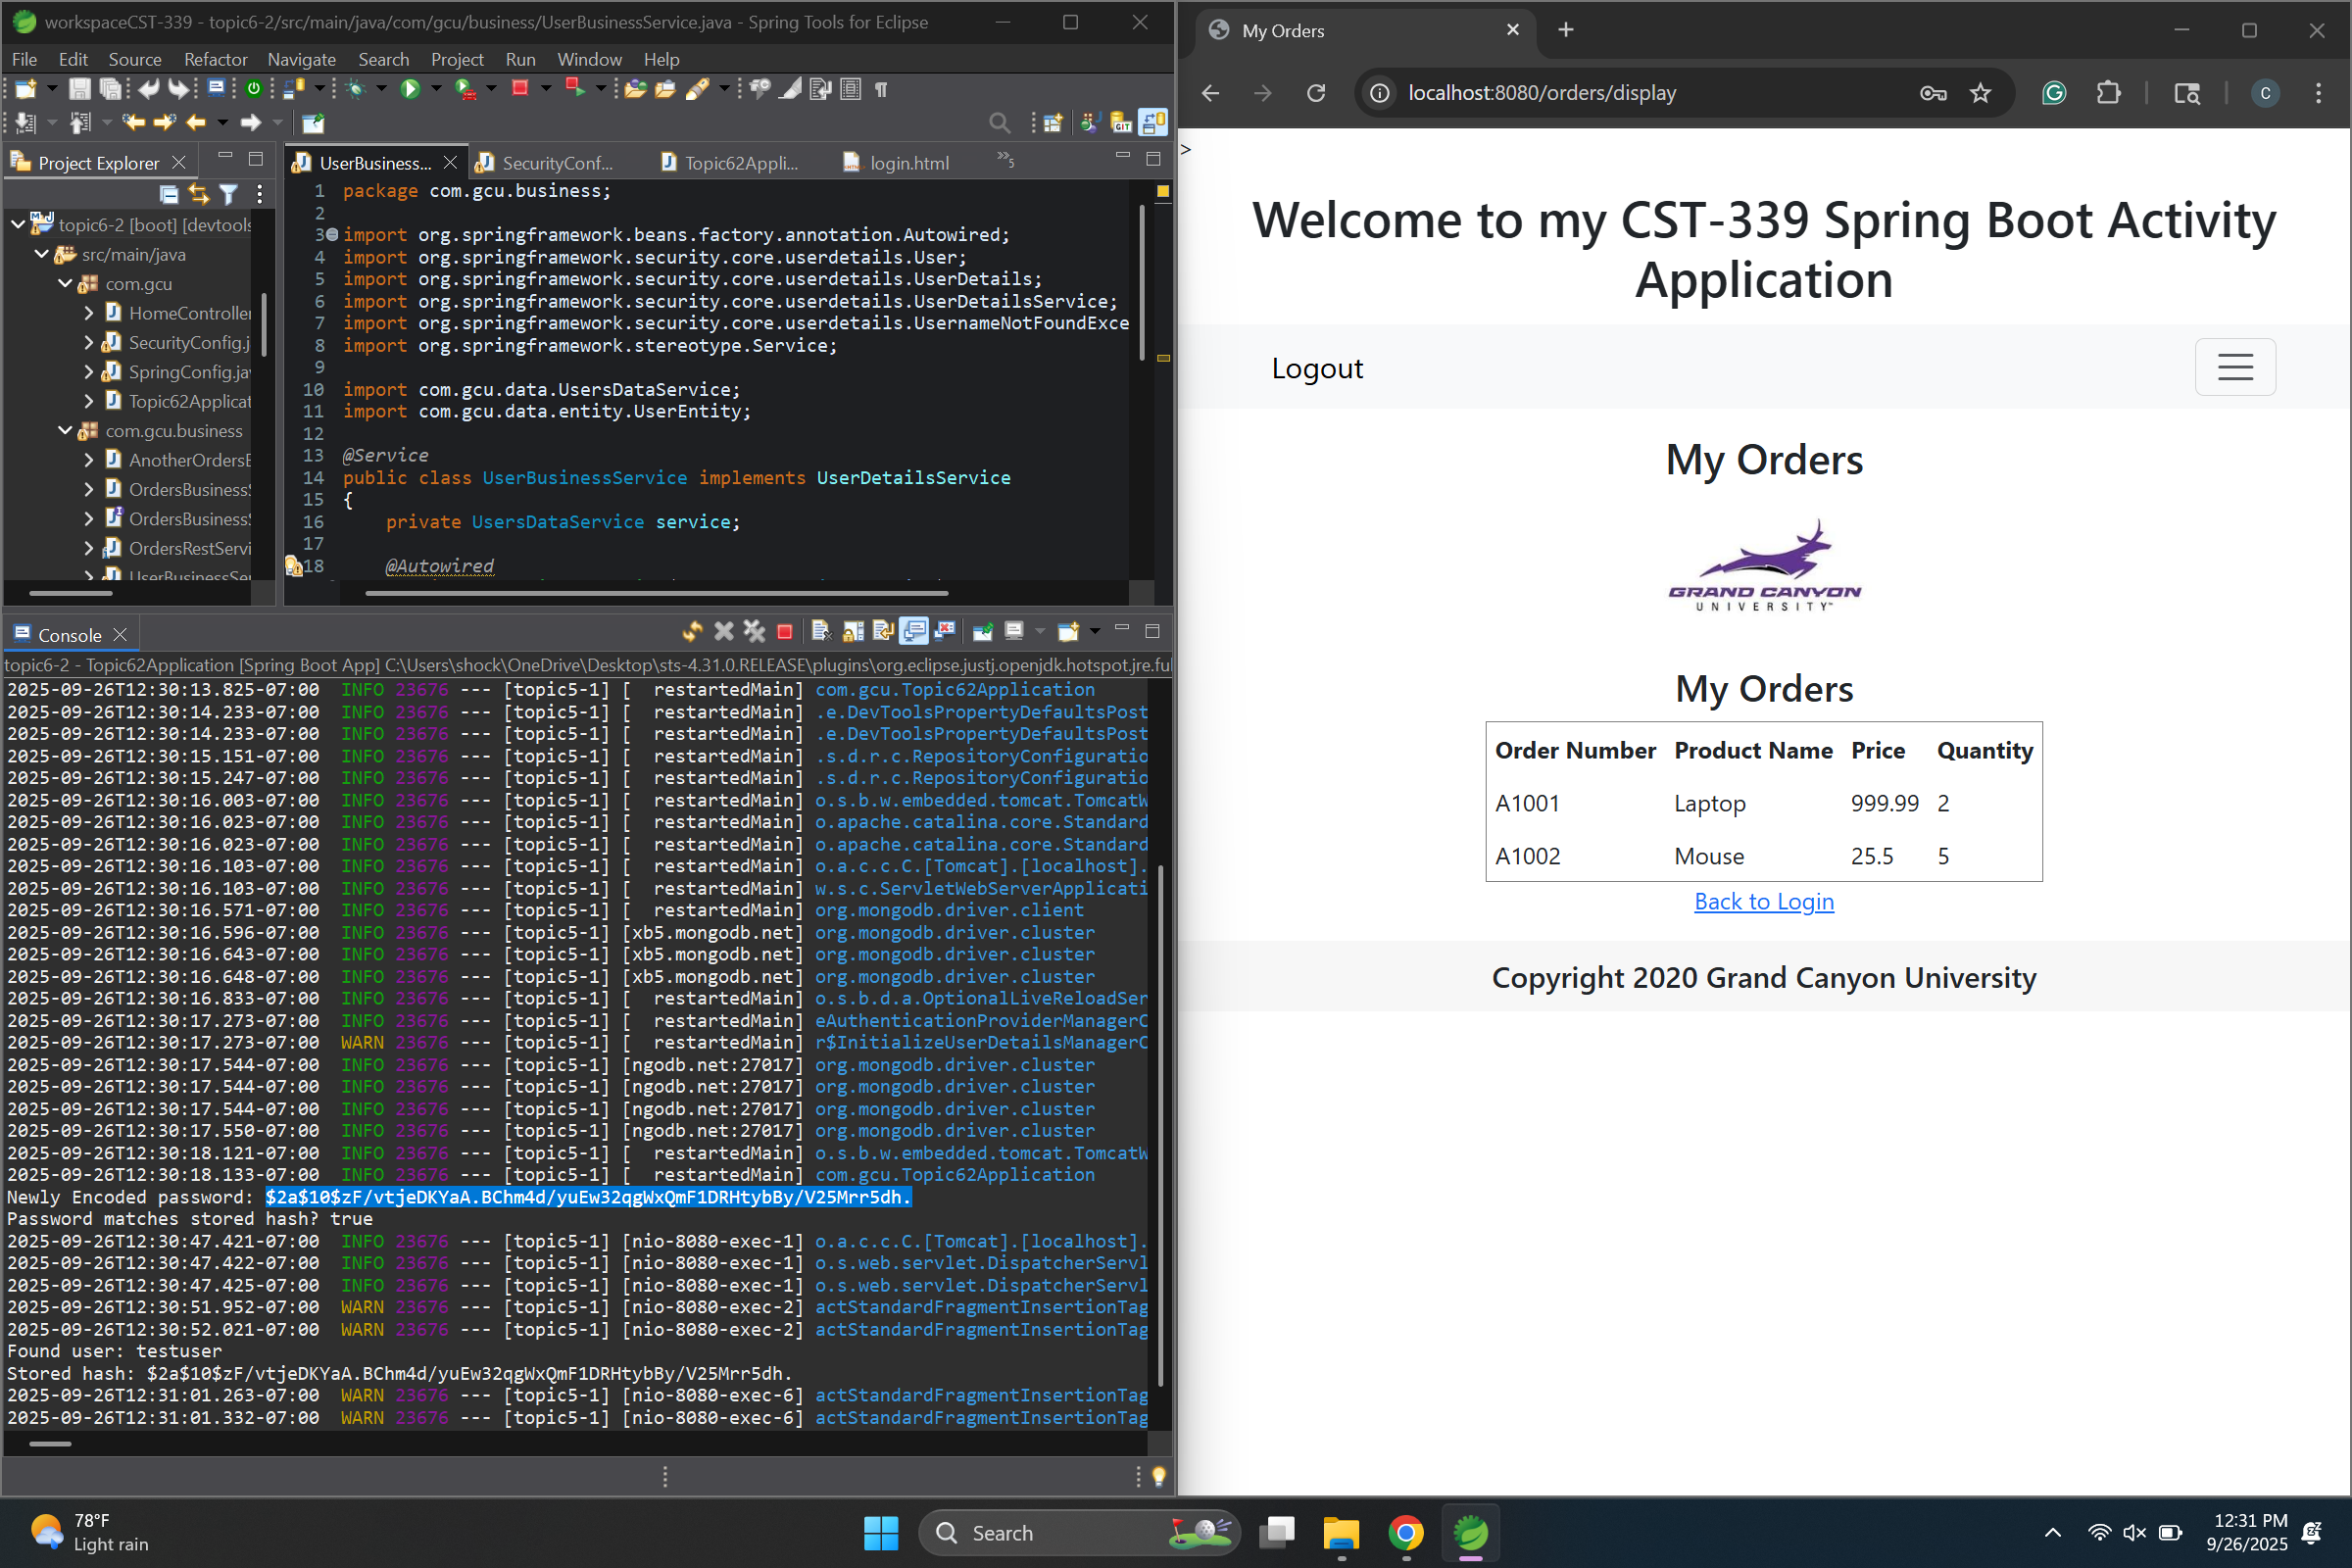 workspaceCST-339 - topic6-2/src/main/java/com/gcu/business/UserBusinessService.java - Spring Tools for Eclipse
File Edit Source Refactor Navigate Search Project Run Window Help
Project Explorer
topic6-2 [boot] [devtools
src/main/java
com.gcu
HomeController
SecurityConfig.j
SpringConfig.jav
Topic62Applicat
com.gcu.business
AnotherOrdersB
OrdersBusinessS
OrdersBusinessS
OrdersRestServi
UserBusinessSer
UserBusiness... SecurityConf... Topic62Appli... login.html »5
1 package com.gcu.business;
2
3 import org.springframework.beans.factory.annotation.Autowired;
4 import org.springframework.security.core.userdetails.User;
5 import org.springframework.security.core.userdetails.UserDetails;
6 import org.springframework.security.core.userdetails.UserDetailsService;
7 import org.springframework.security.core.userdetails.UsernameNotFoundExce
8 import org.springframework.stereotype.Service;
9
10 import com.gcu.data.UsersDataService;
11 import com.gcu.data.entity.UserEntity;
12
13 @Service
14 public class UserBusinessService implements UserDetailsService
15 {
16 private UsersDataService service;
17
18 @Autowired
Console
topic6-2 - Topic62Application [Spring Boot App] C:\Users\shock\OneDrive\Desktop\sts-4.31.0.RELEASE\plugins\org.eclipse.justj.openjdk.hotspot.jre.ful
2025-09-26T12:30:13.825-07:00 INFO 23676 --- [topic5-1] [ restartedMain] com.gcu.Topic62Application
2025-09-26T12:30:14.233-07:00 INFO 23676 --- [topic5-1] [ restartedMain] .e.DevToolsPropertyDefaultsPost
2025-09-26T12:30:14.233-07:00 INFO 23676 --- [topic5-1] [ restartedMain] .e.DevToolsPropertyDefaultsPost
2025-09-26T12:30:15.151-07:00 INFO 23676 --- [topic5-1] [ restartedMain] .s.d.r.c.RepositoryConfiguratio
2025-09-26T12:30:15.247-07:00 INFO 23676 --- [topic5-1] [ restartedMain] .s.d.r.c.RepositoryConfiguratio
2025-09-26T12:30:16.003-07:00 INFO 23676 --- [topic5-1] [ restartedMain] o.s.b.w.embedded.tomcat.TomcatW
2025-09-26T12:30:16.023-07:00 INFO 23676 --- [topic5-1] [ restartedMain] o.apache.catalina.core.Standard
2025-09-26T12:30:16.023-07:00 INFO 23676 --- [topic5-1] [ restartedMain] o.apache.catalina.core.Standard
2025-09-26T12:30:16.103-07:00 INFO 23676 --- [topic5-1] [ restartedMain] o.a.c.c.C.[Tomcat].[localhost].
2025-09-26T12:30:16.103-07:00 INFO 23676 --- [topic5-1] [ restartedMain] w.s.c.ServletWebServerApplicati
2025-09-26T12:30:16.571-07:00 INFO 23676 --- [topic5-1] [ restartedMain] org.mongodb.driver.client
2025-09-26T12:30:16.596-07:00 INFO 23676 --- [topic5-1] [xb5.mongodb.net] org.mongodb.driver.cluster
2025-09-26T12:30:16.643-07:00 INFO 23676 --- [topic5-1] [xb5.mongodb.net] org.mongodb.driver.cluster
2025-09-26T12:30:16.648-07:00 INFO 23676 --- [topic5-1] [xb5.mongodb.net] org.mongodb.driver.cluster
2025-09-26T12:30:16.833-07:00 INFO 23676 --- [topic5-1] [ restartedMain] o.s.b.d.a.OptionalLiveReloadSer
2025-09-26T12:30:17.273-07:00 INFO 23676 --- [topic5-1] [ restartedMain] eAuthenticationProviderManagerC
2025-09-26T12:30:17.273-07:00 WARN 23676 --- [topic5-1] [ restartedMain] r$InitializeUserDetailsManagerC
2025-09-26T12:30:17.544-07:00 INFO 23676 --- [topic5-1] [ngodb.net:27017] org.mongodb.driver.cluster
2025-09-26T12:30:17.544-07:00 INFO 23676 --- [topic5-1] [ngodb.net:27017] org.mongodb.driver.cluster
2025-09-26T12:30:17.544-07:00 INFO 23676 --- [topic5-1] [ngodb.net:27017] org.mongodb.driver.cluster
2025-09-26T12:30:17.550-07:00 INFO 23676 --- [topic5-1] [ngodb.net:27017] org.mongodb.driver.cluster
2025-09-26T12:30:18.121-07:00 INFO 23676 --- [topic5-1] [ restartedMain] o.s.b.w.embedded.tomcat.TomcatW
2025-09-26T12:30:18.133-07:00 INFO 23676 --- [topic5-1] [ restartedMain] com.gcu.Topic62Application
Newly Encoded password: $2a$10$zF/vtjeDKYaA.BChm4d/yuEw32qgWxQmF1DRHtybBy/V25Mrr5dh.
Password matches stored hash? true
2025-09-26T12:30:47.421-07:00 INFO 23676 --- [topic5-1] [nio-8080-exec-1] o.a.c.c.C.[Tomcat].[localhost].
2025-09-26T12:30:47.422-07:00 INFO 23676 --- [topic5-1] [nio-8080-exec-1] o.s.web.servlet.DispatcherServl
2025-09-26T12:30:47.425-07:00 INFO 23676 --- [topic5-1] [nio-8080-exec-1] o.s.web.servlet.DispatcherServl
2025-09-26T12:30:51.952-07:00 WARN 23676 --- [topic5-1] [nio-8080-exec-2] actStandardFragmentInsertionTag
2025-09-26T12:30:52.021-07:00 WARN 23676 --- [topic5-1] [nio-8080-exec-2] actStandardFragmentInsertionTag
Found user: testuser
Stored hash: $2a$10$zF/vtjeDKYaA.BChm4d/yuEw32qgWxQmF1DRHtybBy/V25Mrr5dh.
2025-09-26T12:31:01.263-07:00 WARN 23676 --- [topic5-1] [nio-8080-exec-6] actStandardFragmentInsertionTag
2025-09-26T12:31:01.332-07:00 WARN 23676 --- [topic5-1] [nio-8080-exec-6] actStandardFragmentInsertionTag
My Orders
localhost:8080/orders/display
C
>
Welcome to my CST-339 Spring Boot Activity
Application
Logout
My Orders
GRAND CANYON
UNIVERSITY™
My Orders
Order Number Product Name Price Quantity
A1001 Laptop 999.99 2
A1002 Mouse 25.5 5
Back to Login
Copyright 2020 Grand Canyon University
78°F
Light rain
Search
12:31 PM
9/26/2025